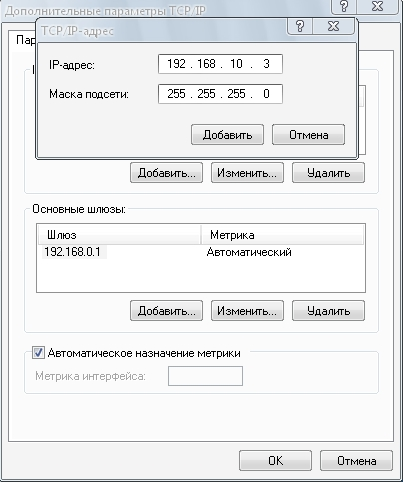 Дополнительные параметры TCP/IP
TCP/IP-адрес
IP-адрес: 192 . 168 . 10 . 3
Маска подсети: 255 . 255 . 255 . 0
Добавить Отмена
Добавить... Изменить... Удалить
Основные шлюзы:
Шлюз Метрика
192.168.0.1 Автоматический
Добавить... Изменить... Удалить
Автоматическое назначение метрики
Метрика интерфейса:
OK Отмена